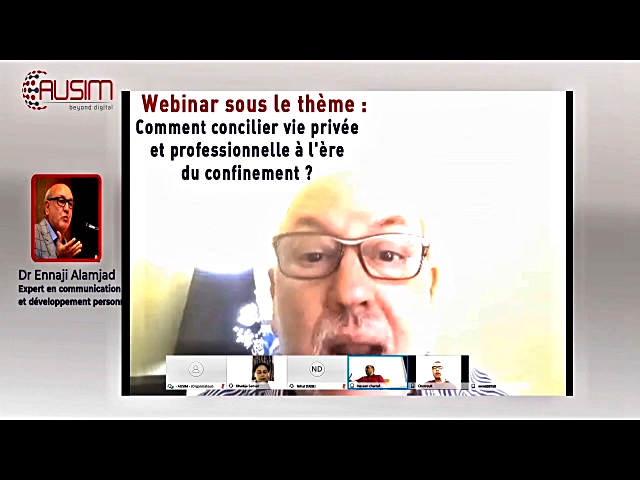 AUSIM
beyond digital
Webinar sous le thème :
Comment concilier vie privée
et professionnelle à l'ère
du confinement ?
Dr Ennaji Alamjad
Expert en communication
et développement person
ND